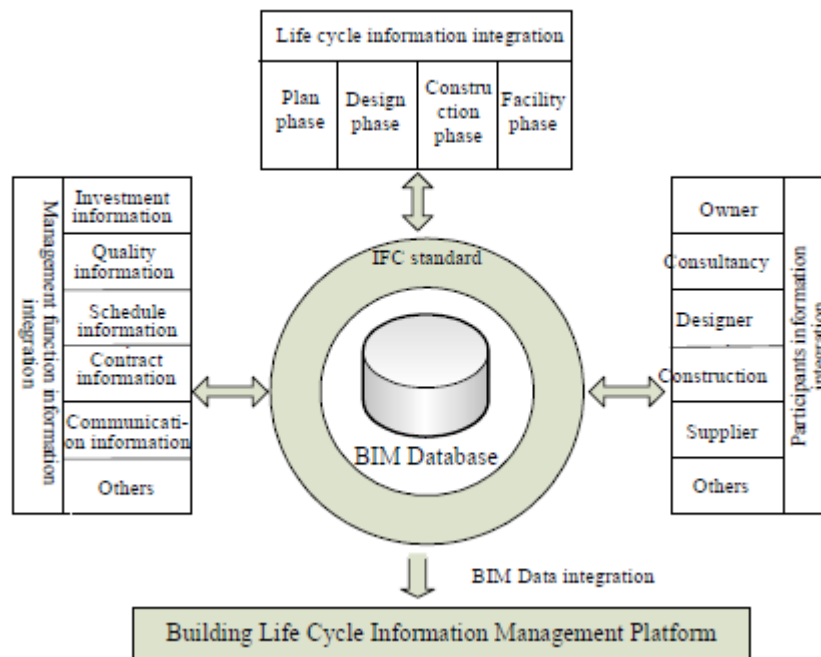 Life cycle information integration
Plan
phase
Design
phase
Constru
ction
phase
Facility
phase
Management function information
integration
Investment
information
Quality
information
Schedule
information
Contract
information
Communicati-
on information
Others
IFC standard
BIM Database
Owner
Consultancy
Designer
Construction
Supplier
Others
Participants information
integration
BIM Data integration
Building Life Cycle Information Management Platform